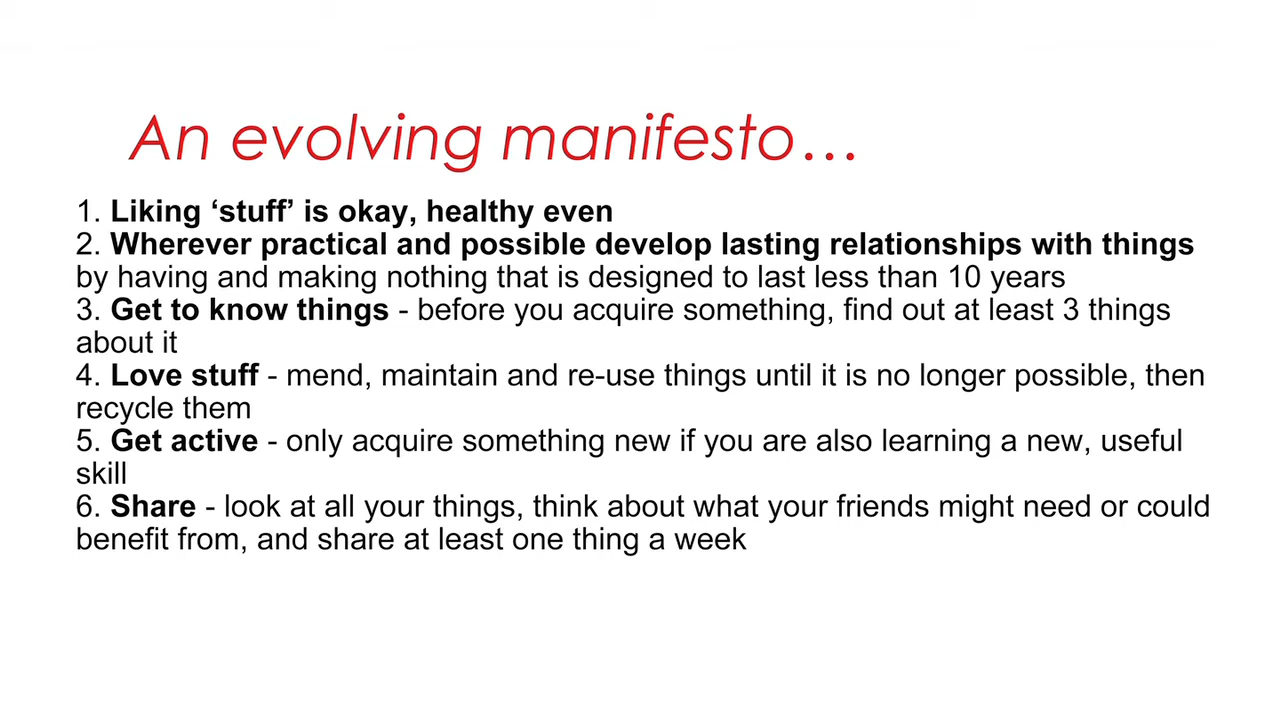 An evolving manifesto…
1. Liking ‘stuff’ is okay, healthy even
2. Wherever practical and possible develop lasting relationships with things
by having and making nothing that is designed to last less than 10 years
3. Get to know things - before you acquire something, find out at least 3 things
about it
4. Love stuff - mend, maintain and re-use things until it is no longer possible, then
recycle them
5. Get active - only acquire something new if you are also learning a new, useful
skill
6. Share - look at all your things, think about what your friends might need or could
benefit from, and share at least one thing a week